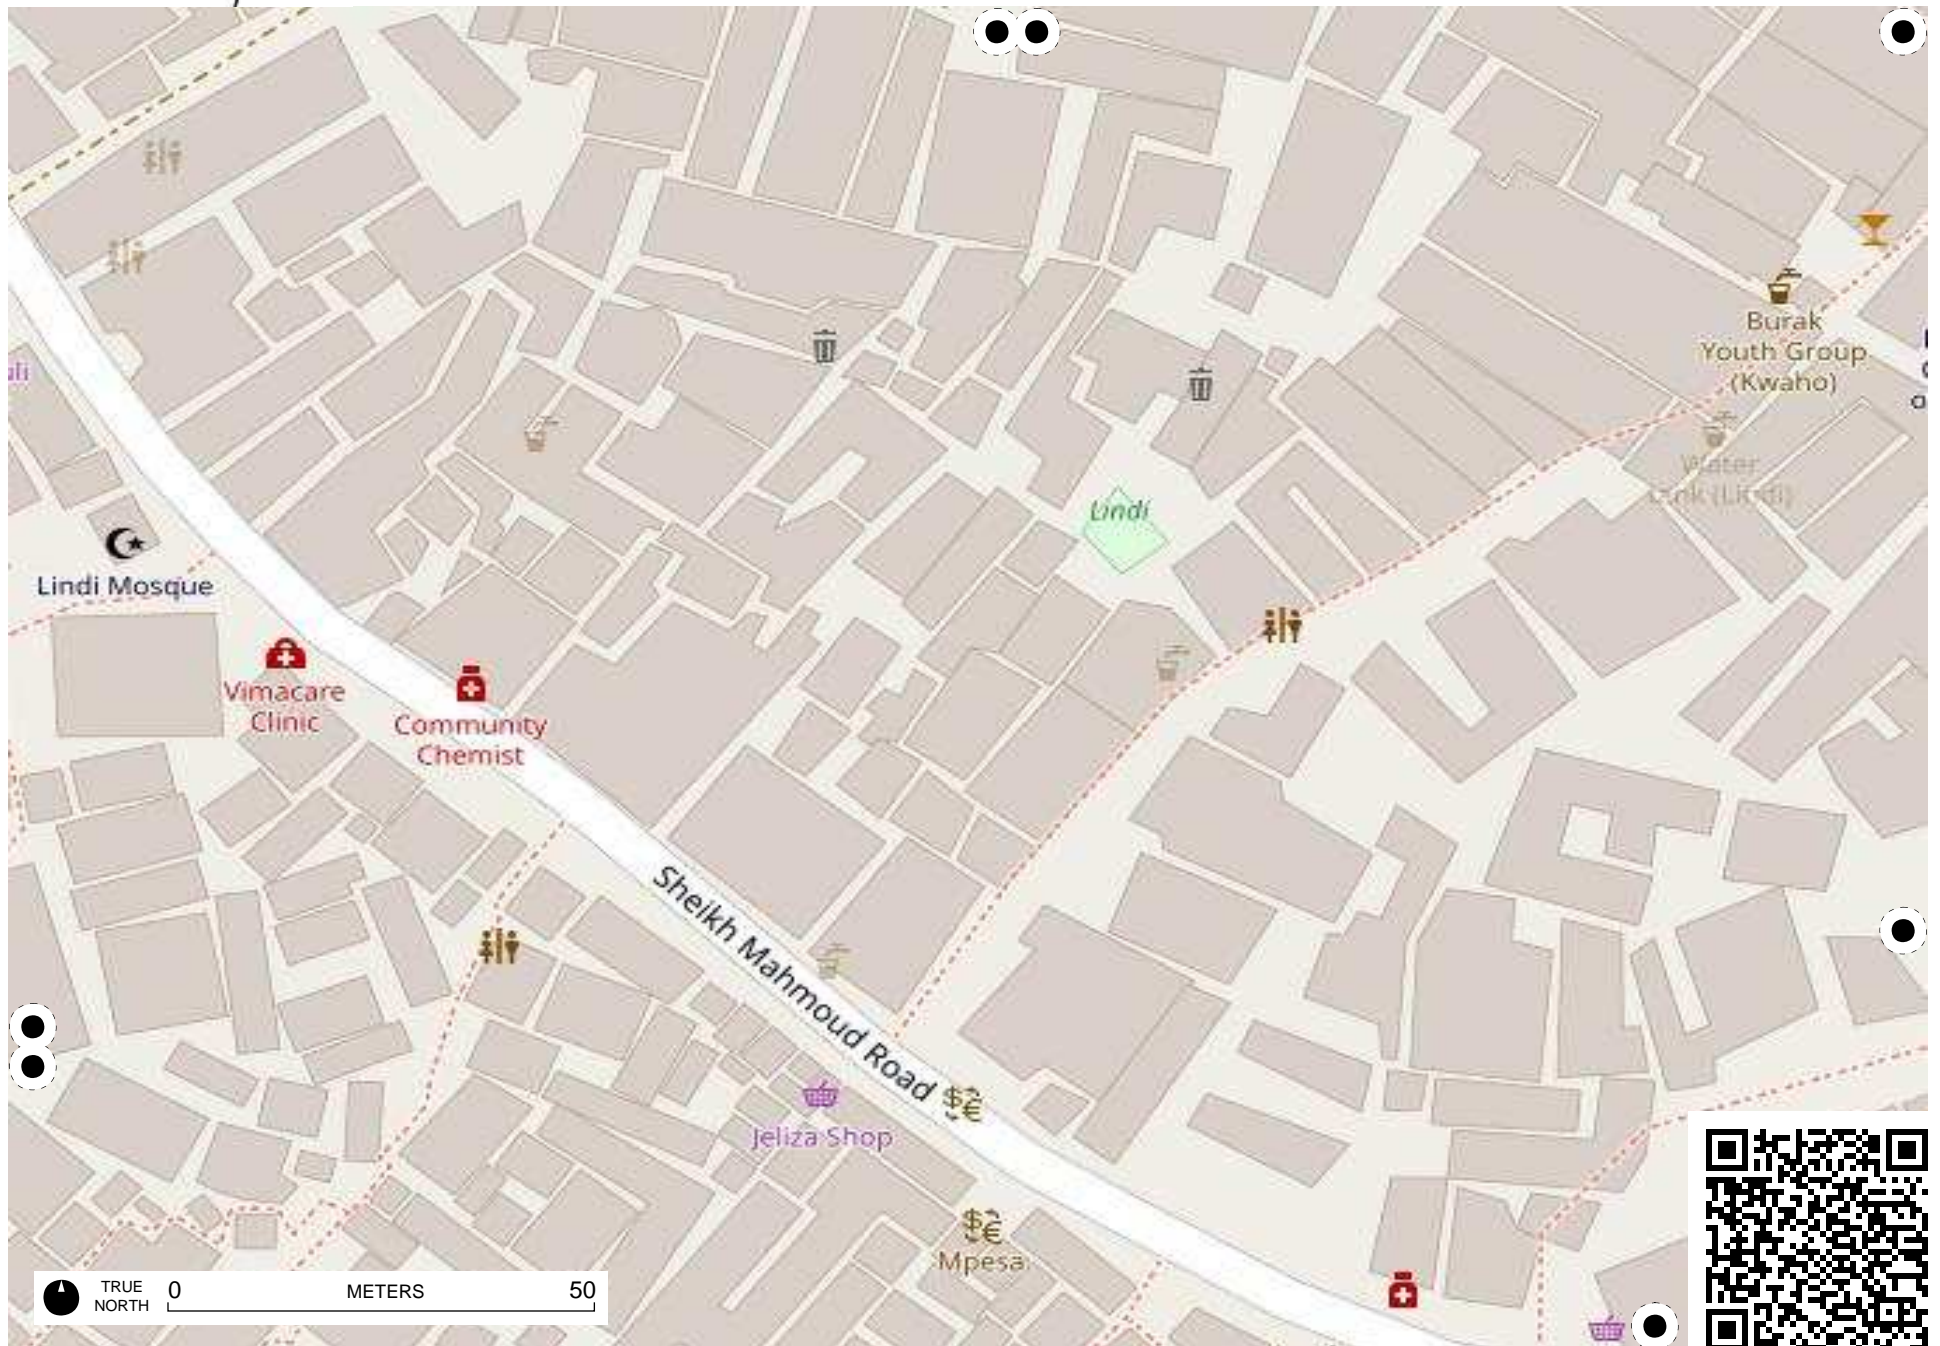 Burak
Youth Group
(Kwaho)
Water
Lindi
Lindi Mosque
Vimacare
Clinic
Community
Chemist
Sheikh Mahmoud Road
Jeliza Shop
Mpesa
TRUE
NORTH
0
METERS
50